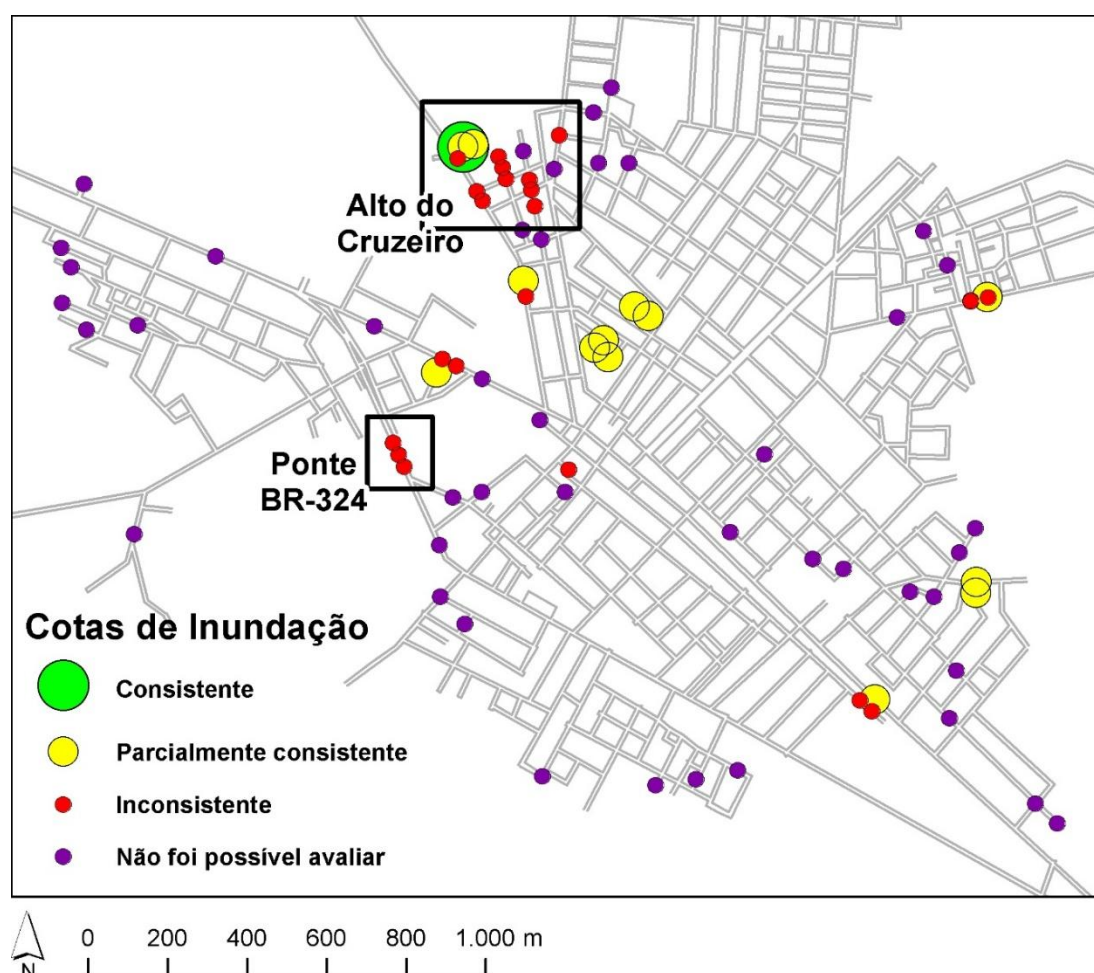 Alto do
Cruzeiro
Ponte
BR-324
Cotas de Inundação
Consistente
Parcialmente consistente
Inconsistente
Não foi possível avaliar
N
0 200 400 600 800 1.000 m